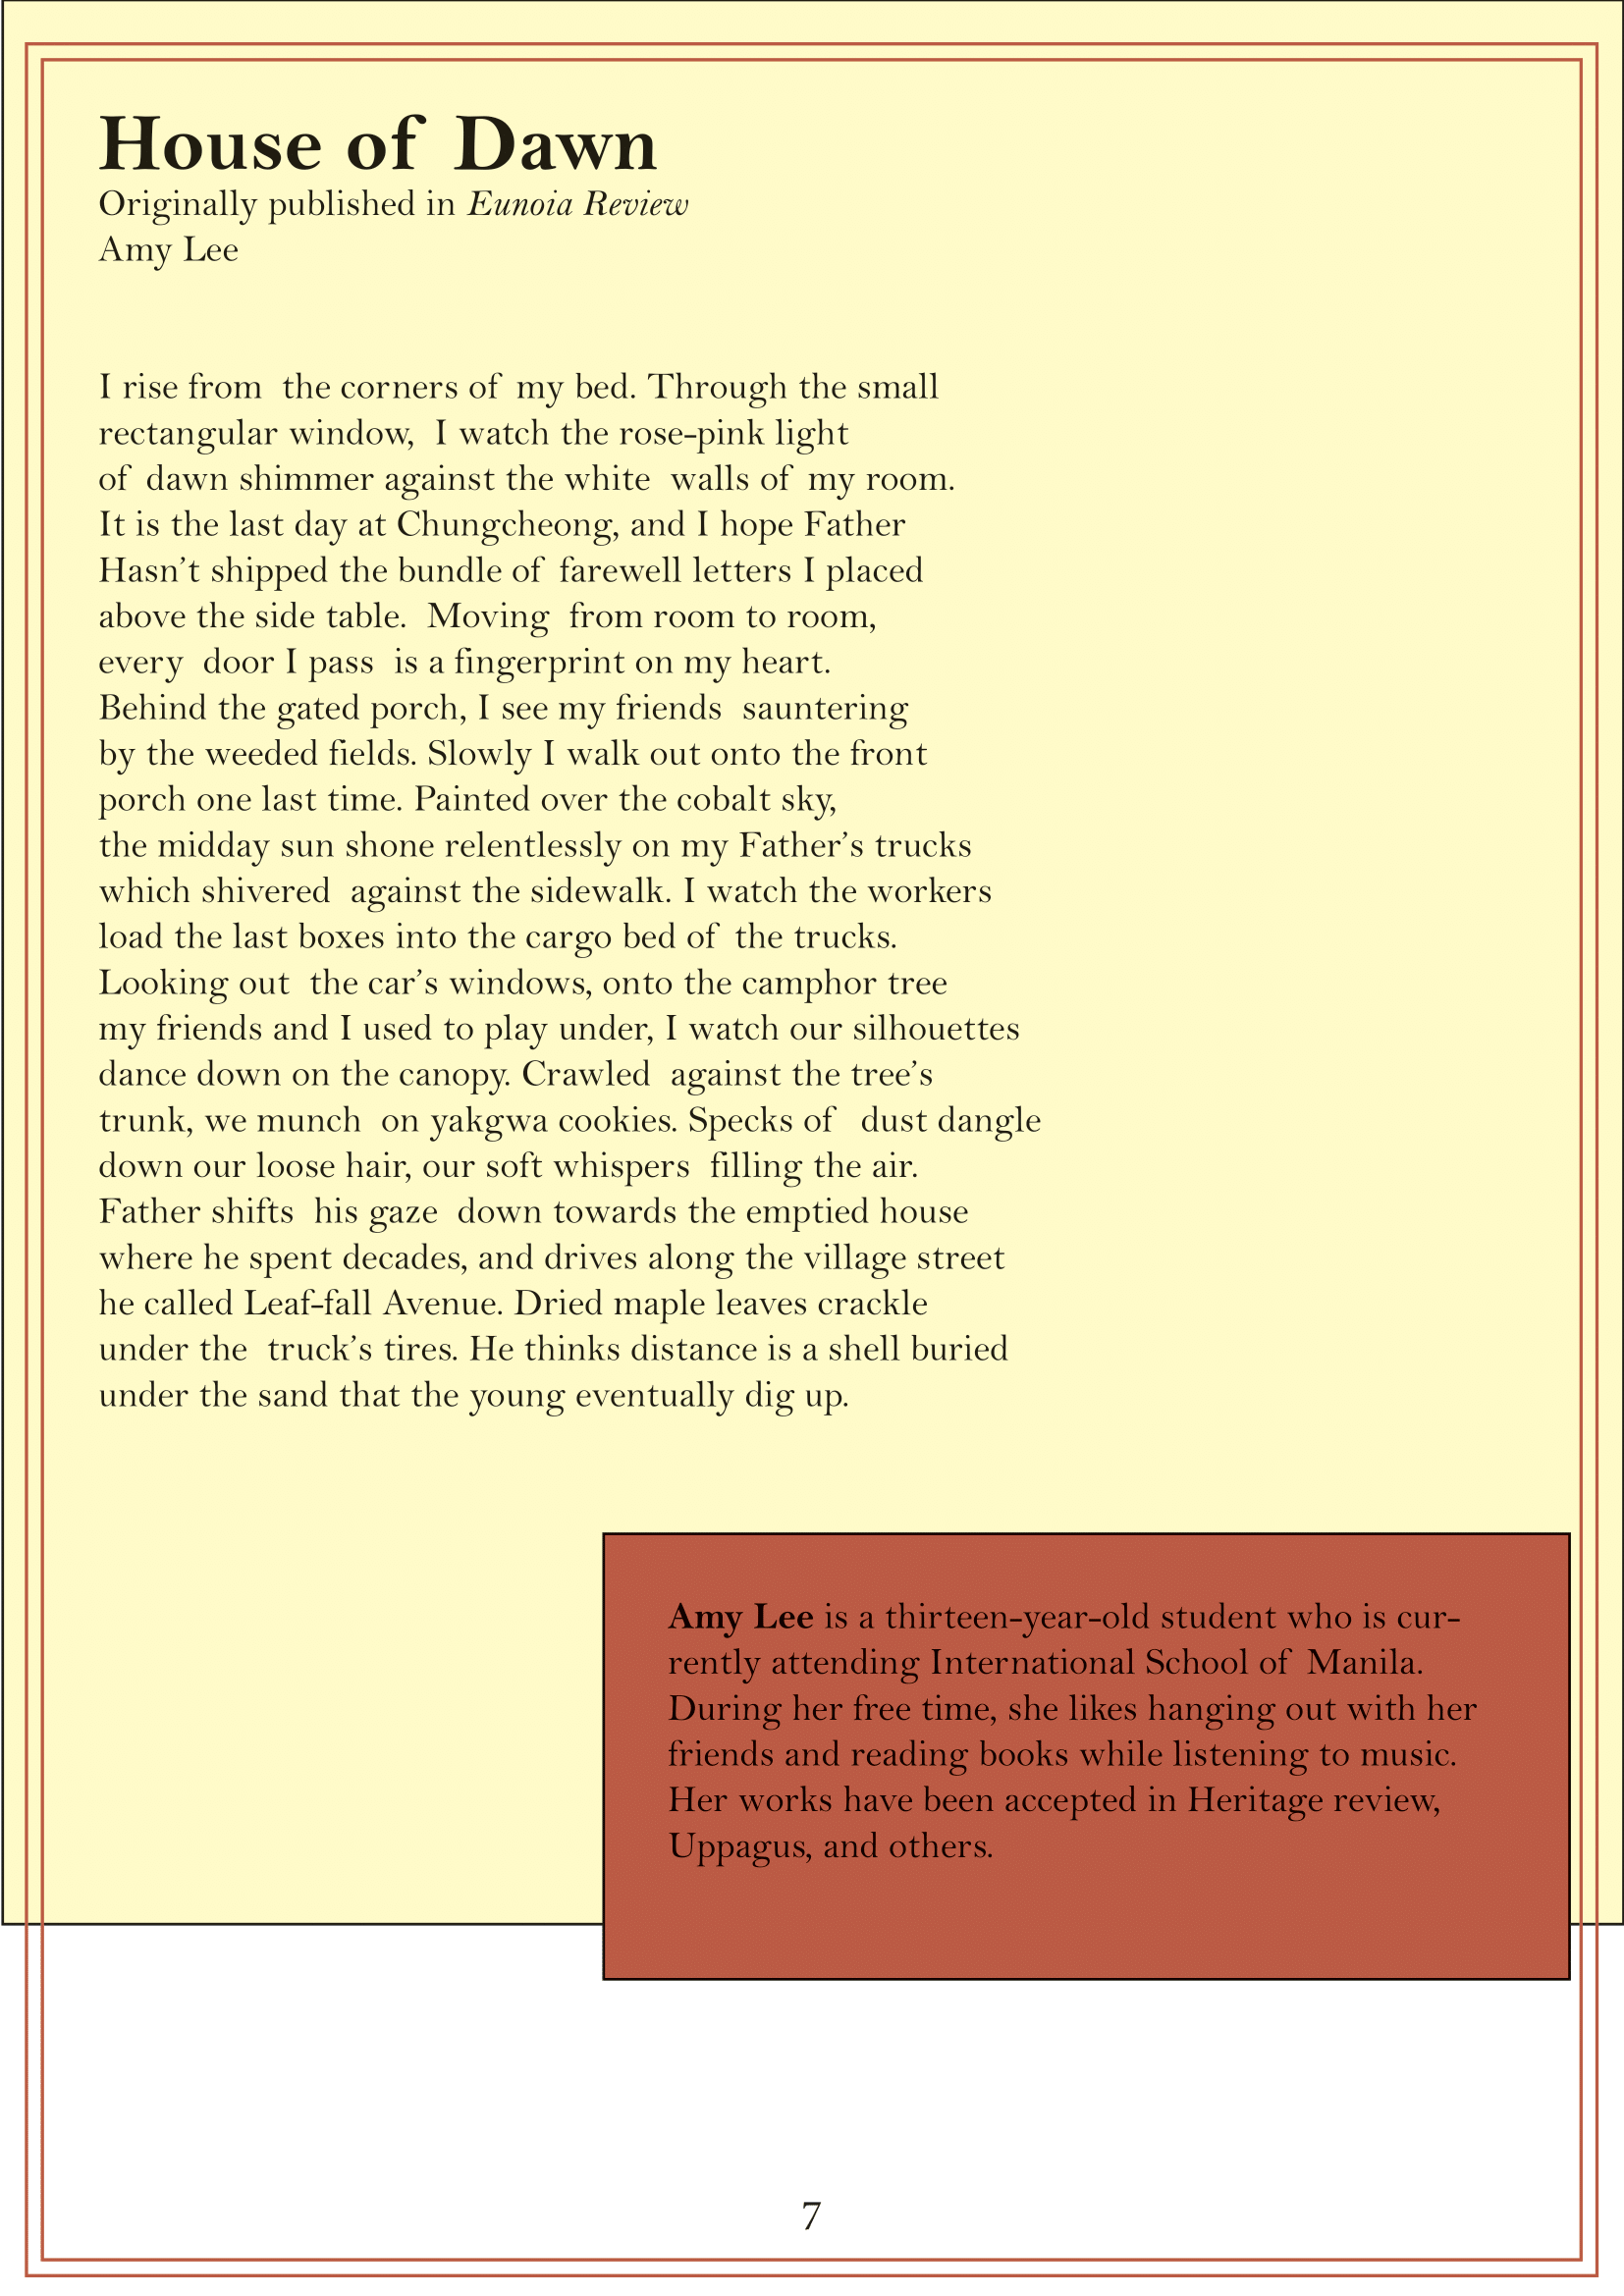 House of Dawn
Originally published in Eunoia Review
Amy Lee
I rise from the corners of my bed. Through the small
rectangular window, I watch the rose-pink light
of dawn shimmer against the white walls of my room.
It is the last day at Chungcheong, and I hope Father
Hasn’t shipped the bundle of farewell letters I placed
above the side table. Moving from room to room,
every door I pass is a fingerprint on my heart.
Behind the gated porch, I see my friends sauntering
by the weeded fields. Slowly I walk out onto the front
porch one last time. Painted over the cobalt sky,
the midday sun shone relentlessly on my Father’s trucks
which shivered against the sidewalk. I watch the workers
load the last boxes into the cargo bed of the trucks.
Looking out the car’s windows, onto the camphor tree
my friends and I used to play under, I watch our silhouettes
dance down on the canopy. Crawled against the tree’s
trunk, we munch on yakgwa cookies. Specks of dust dangle
down our loose hair, our soft whispers filling the air.
Father shifts his gaze down towards the emptied house
where he spent decades, and drives along the village street
he called Leaf-fall Avenue. Dried maple leaves crackle
under the truck’s tires. He thinks distance is a shell buried
under the sand that the young eventually dig up.
Amy Lee is a thirteen-year-old student who is cur-
rently attending International School of Manila.
During her free time, she likes hanging out with her
friends and reading books while listening to music.
Her works have been accepted in Heritage review,
Uppagus, and others.
7